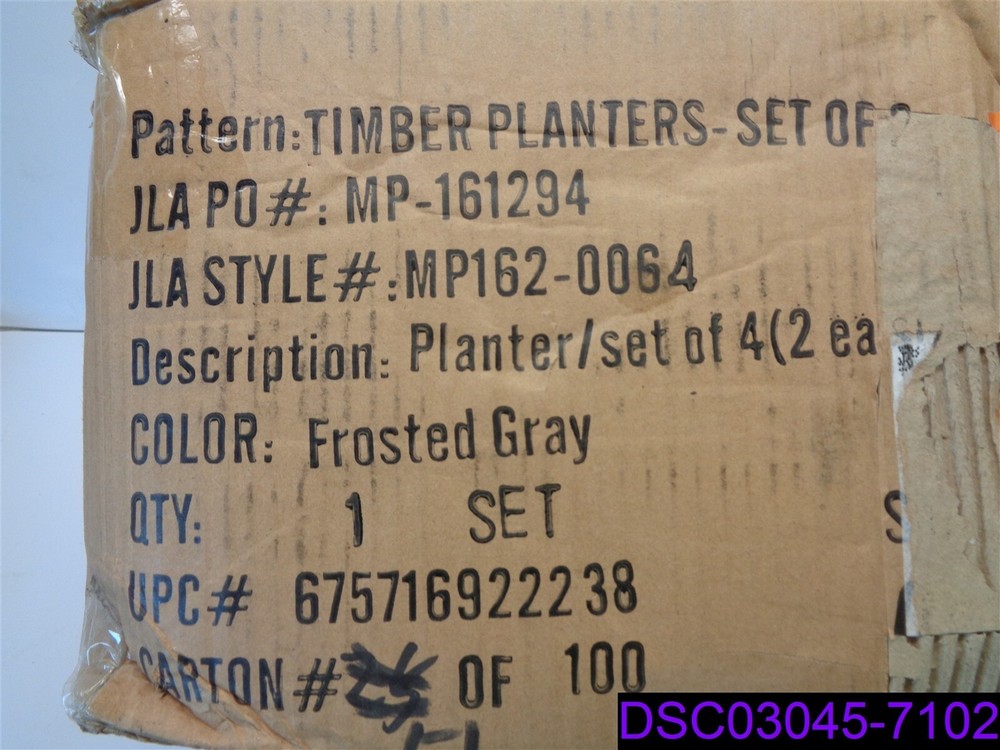 Pattern:TIMBER PLANTERS-SET OF
JLA PO#: MP-161294
JLA STYLE#:MP162-0064
Description: Planter/set of 4(2 ea
COLOR: Frosted Gray
QTY: 1 SET
UPC# 675716922238
CARTON # OF 100
DSC03045-7102